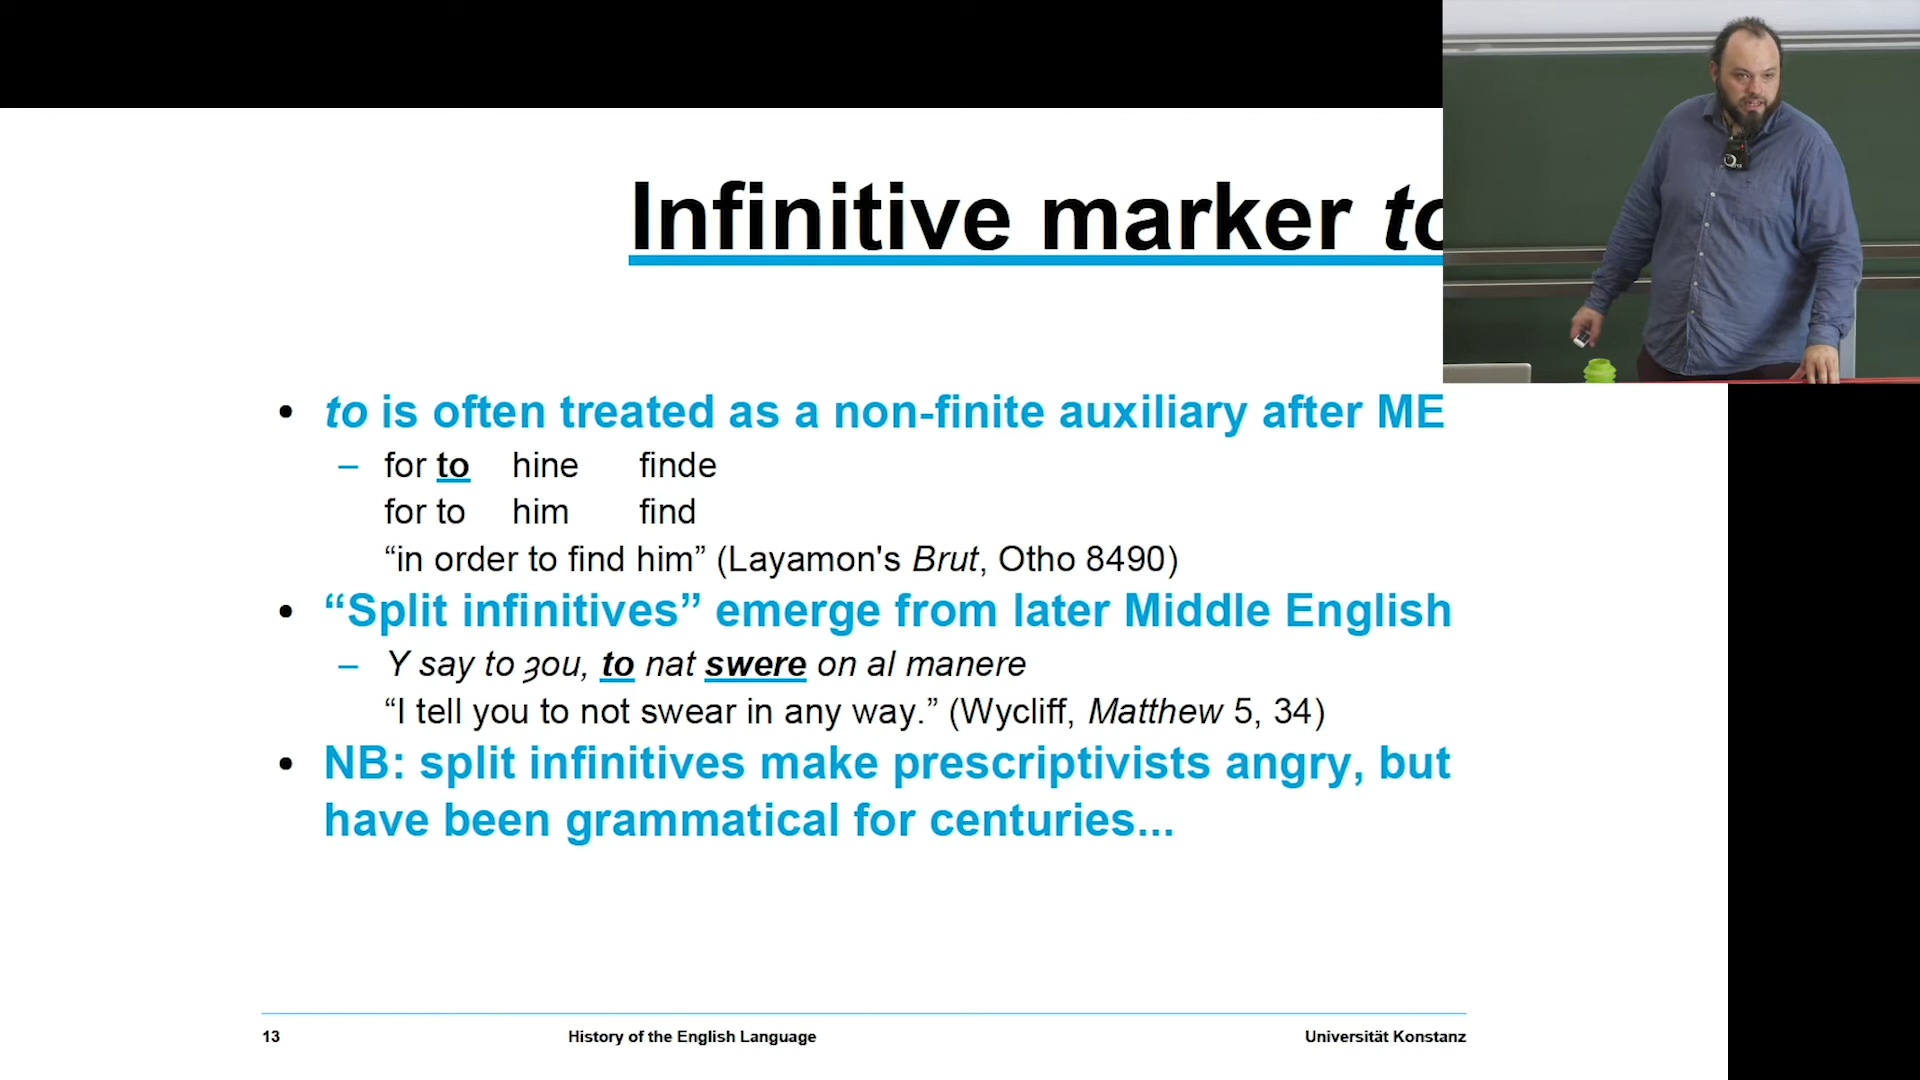 Infinitive marker to
• to is often treated as a non-finite auxiliary after ME
– for to hine finde
for to him find
“in order to find him” (Layamon's Brut, Otho 8490)
• “Split infinitives” emerge from later Middle English
– Y say to ȝou, to nat swere on al manere
“I tell you to not swear in any way.” (Wycliff, Matthew 5, 34)
• NB: split infinitives make prescriptivists angry, but
have been grammatical for centuries...
13 History of the English Language Universität Konstanz